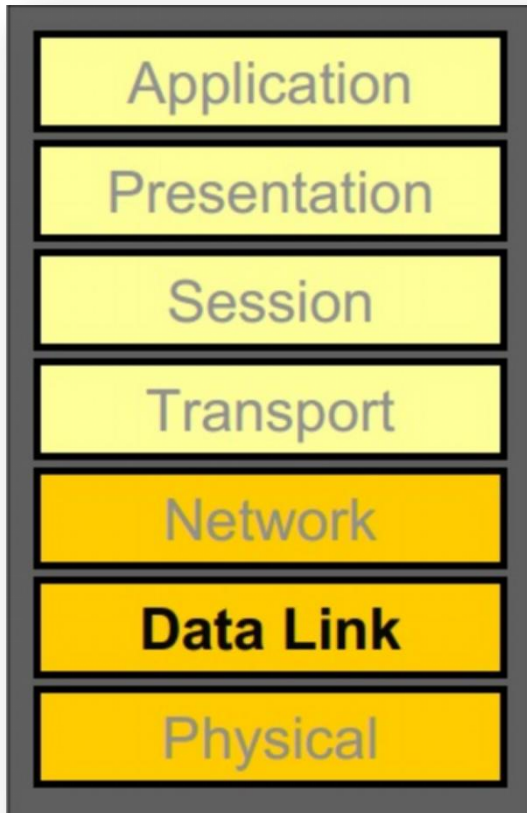 Application
Presentation
Session
Transport
Network
Data Link
Physical